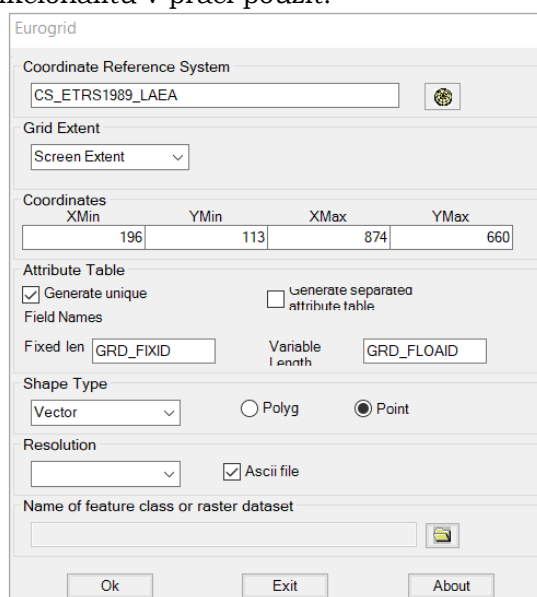 v práci použít.
Eurogrid
Coordinate Reference System
CS_ETRS1989_LAEA
Grid Extent
Screen Extent
Coordinates
XMin YMin XMax YMax
196 113 874 660
Attribute Table
Generate unique
Generate separated
attribute table
Field Names
Fixed len GRD_FIXID
Variable
Length
GRD_FLOAID
Shape Type
Vector Polyg Point
Resolution
Ascii file
Name of feature class or raster dataset
Ok Exit About